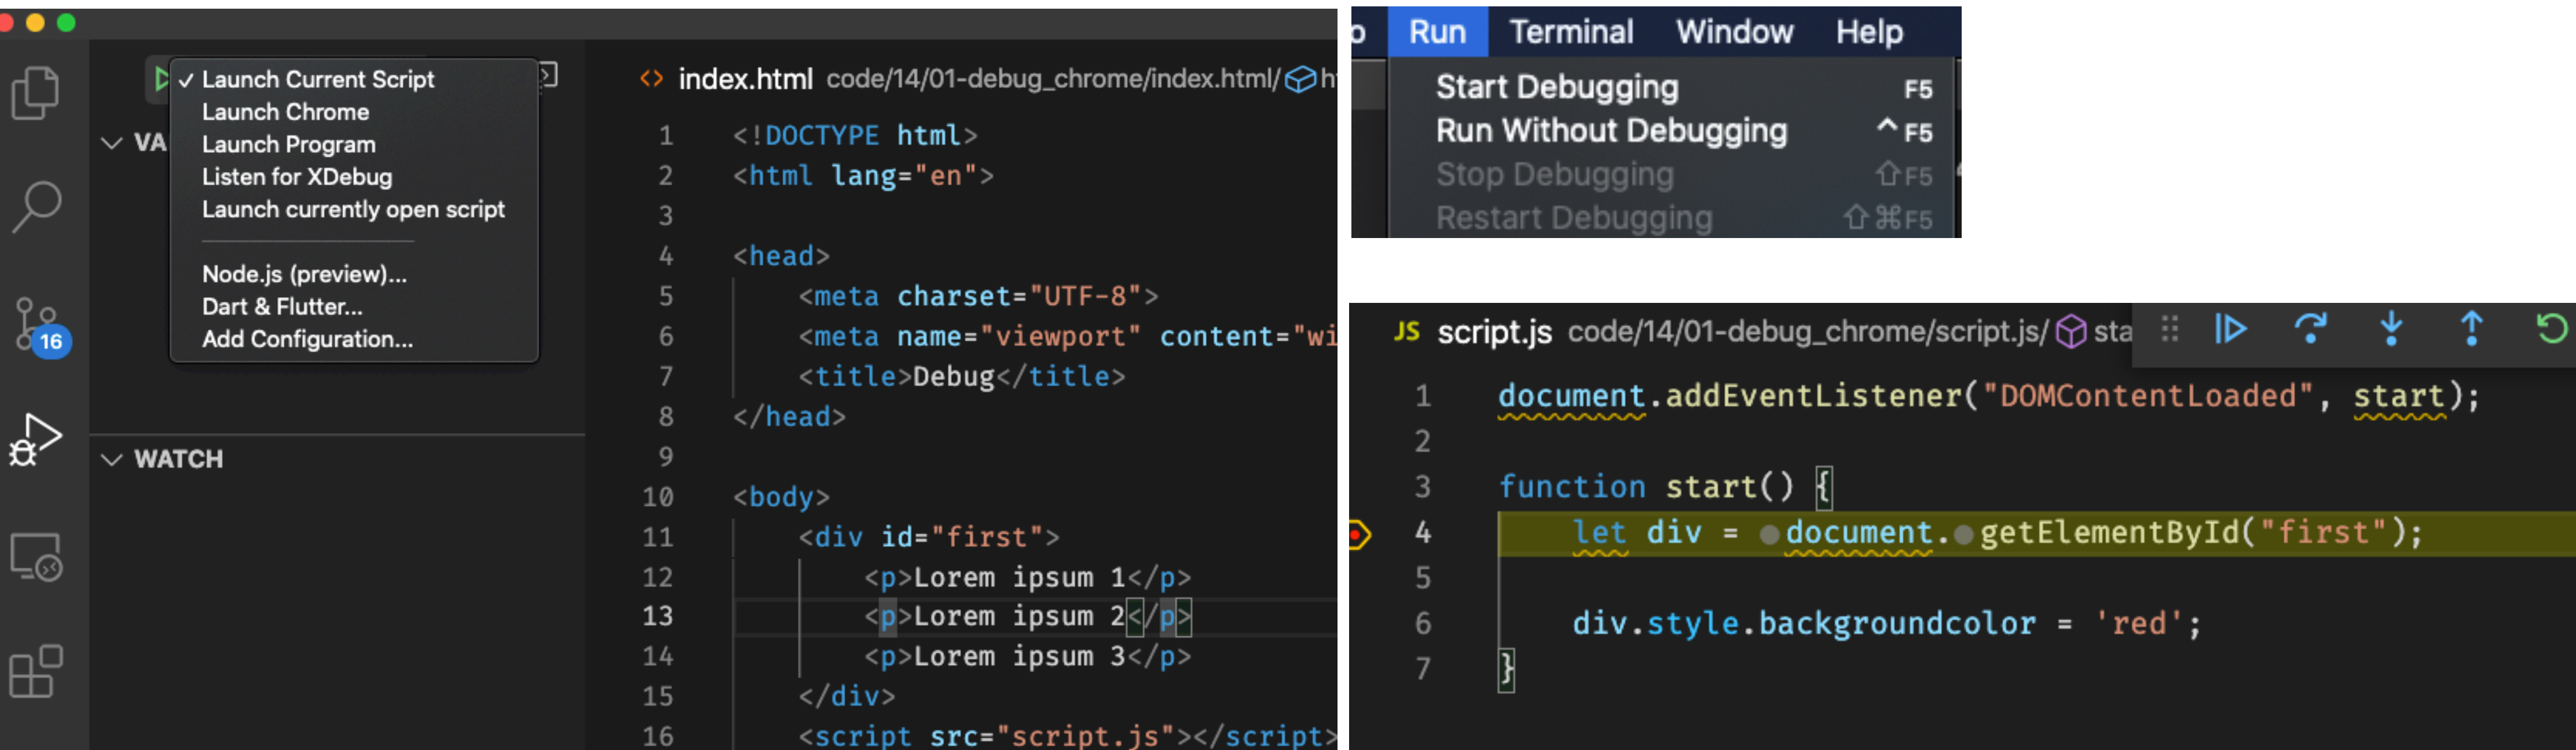 Launch Current Script
Launch Chrome
Launch Program
Listen for XDebug
Launch currently open script
Node.js (preview)...
Dart & Flutter...
Add Configuration...
16
WATCH
index.html code/14/01-debug_chrome/index.html/
1 <!DOCTYPE html>
2 <html lang="en">
3
4 <head>
5 <meta charset="UTF-8">
6 <meta name="viewport" content="wi
7 <title>Debug</title>
8 </head>
9
10 <body>
11 <div id="first">
12 <p>Lorem ipsum 1</p>
13 <p>Lorem ipsum 2</p>
14 <p>Lorem ipsum 3</p>
15 </div>
16 <script src="script.js"></script>
Run Terminal Window Help
Start Debugging F5
Run Without Debugging ^F5
Stop Debugging ⇧F5
Restart Debugging ⇧⌘F5
JS script.js code/14/01-debug_chrome/script.js/ sta
1 document.addEventListener("DOMContentLoaded", start);
2
3 function start() {
4 let div = document.getElementById("first");
5
6 div.style.backgroundcolor = 'red';
7 }